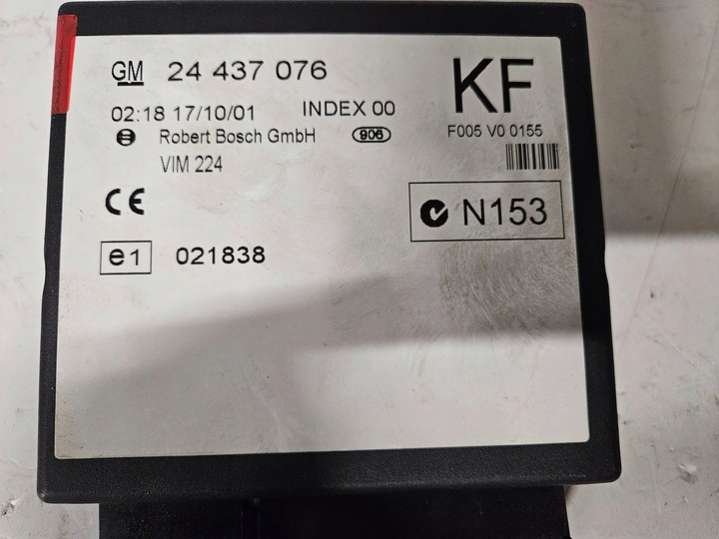 GM 24 437 076
KF
02:18 17/10/01 INDEX 00
F005 V0 0155
Robert Bosch GmbH 906
VIM 224
CE
N153
e1 021838